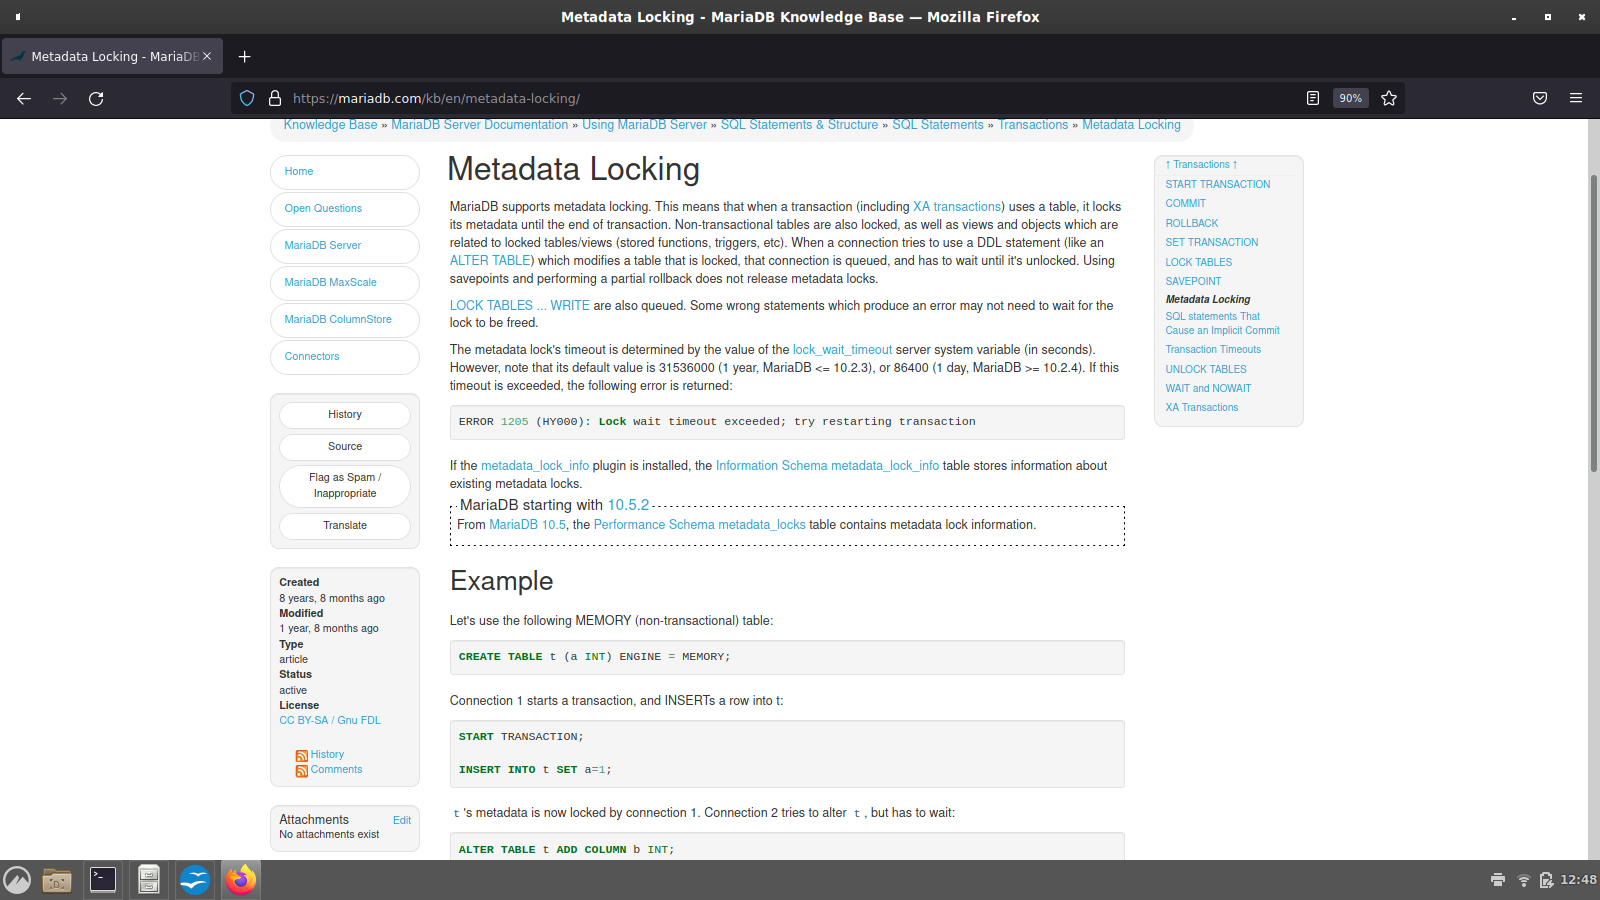 Metadata Locking - MariaDB Knowledge Base — Mozilla Firefox
Metadata Locking - MariaDB
https://mariadb.com/kb/en/metadata-locking/
90%
Knowledge Base » MariaDB Server Documentation » Using MariaDB Server » SQL Statements & Structure » SQL Statements » Transactions » Metadata Locking
Home
Open Questions
MariaDB Server
MariaDB MaxScale
MariaDB ColumnStore
Connectors
History
Source
Flag as Spam /
Inappropriate
Translate
Created
8 years, 8 months ago
Modified
1 year, 8 months ago
Type
article
Status
active
License
CC BY-SA / Gnu FDL
History
Comments
Attachments
Edit
No attachments exist
Metadata Locking
MariaDB supports metadata locking. This means that when a transaction (including XA transactions) uses a table, it locks
its metadata until the end of transaction. Non-transactional tables are also locked, as well as views and objects which are
related to locked tables/views (stored functions, triggers, etc). When a connection tries to use a DDL statement (like an
ALTER TABLE) which modifies a table that is locked, that connection is queued, and has to wait until it's unlocked. Using
savepoints and performing a partial rollback does not release metadata locks.
LOCK TABLES ... WRITE are also queued. Some wrong statements which produce an error may not need to wait for the
lock to be freed.
The metadata lock's timeout is determined by the value of the lock_wait_timeout server system variable (in seconds).
However, note that its default value is 31536000 (1 year, MariaDB <= 10.2.3), or 86400 (1 day, MariaDB >= 10.2.4). If this
timeout is exceeded, the following error is returned:
ERROR 1205 (HY000): Lock wait timeout exceeded; try restarting transaction
If the metadata_lock_info plugin is installed, the Information Schema metadata_lock_info table stores information about
existing metadata locks.
MariaDB starting with 10.5.2
From MariaDB 10.5, the Performance Schema metadata_locks table contains metadata lock information.
Example
Let's use the following MEMORY (non-transactional) table:
CREATE TABLE t (a INT) ENGINE = MEMORY;
Connection 1 starts a transaction, and INSERTs a row into t:
START TRANSACTION;
INSERT INTO t SET a=1;
t 's metadata is now locked by connection 1. Connection 2 tries to alter t , but has to wait:
ALTER TABLE t ADD COLUMN b INT;
↑ Transactions ↑
START TRANSACTION
COMMIT
ROLLBACK
SET TRANSACTION
LOCK TABLES
SAVEPOINT
Metadata Locking
SQL statements That
Cause an Implicit Commit
Transaction Timeouts
UNLOCK TABLES
WAIT and NOWAIT
XA Transactions
12:48